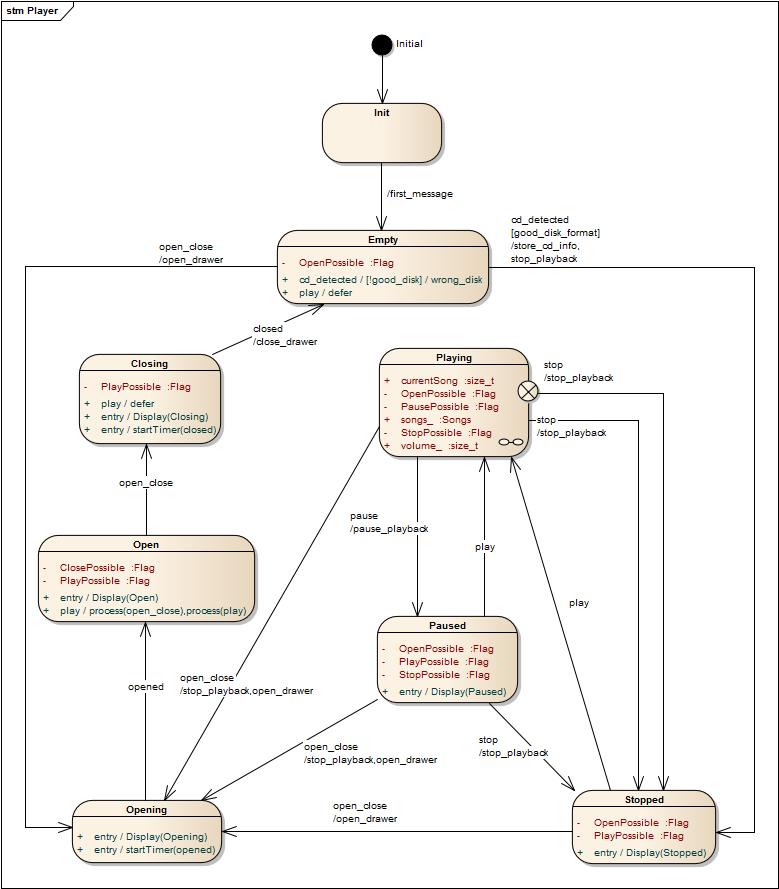 stm Player
Initial
Init
/first_message
cd_detected
[good_disk_format]
/store_cd_info,
stop_playback
open_close
/open_drawer
Empty
- OpenPossible :Flag
+ cd_detected / [!good_disk] / wrong_disk
+ play / defer
closed
/close_drawer
Closing
- PlayPossible :Flag
+ play / defer
+ entry / Display(Closing)
+ entry / startTimer(closed)
Playing
+ currentSong :size_t
- OpenPossible :Flag
- PausePossible :Flag
+ songs_ :Songs
- StopPossible :Flag
+ volume_ :size_t
stop
/stop_playback
stop
/stop_playback
open_close
pause
/pause_playback
play
Open
- ClosePossible :Flag
- PlayPossible :Flag
+ entry / Display(Open)
+ play / process(open_close),process(play)
play
Paused
- OpenPossible :Flag
- PlayPossible :Flag
- StopPossible :Flag
+ entry / Display(Paused)
opened
open_close
/stop_playback,open_drawer
open_close
/stop_playback,open_drawer
stop
/stop_playback
Opening
+ entry / Display(Opening)
+ entry / startTimer(opened)
open_close
/open_drawer
Stopped
- OpenPossible :Flag
- PlayPossible :Flag
+ entry / Display(Stopped)